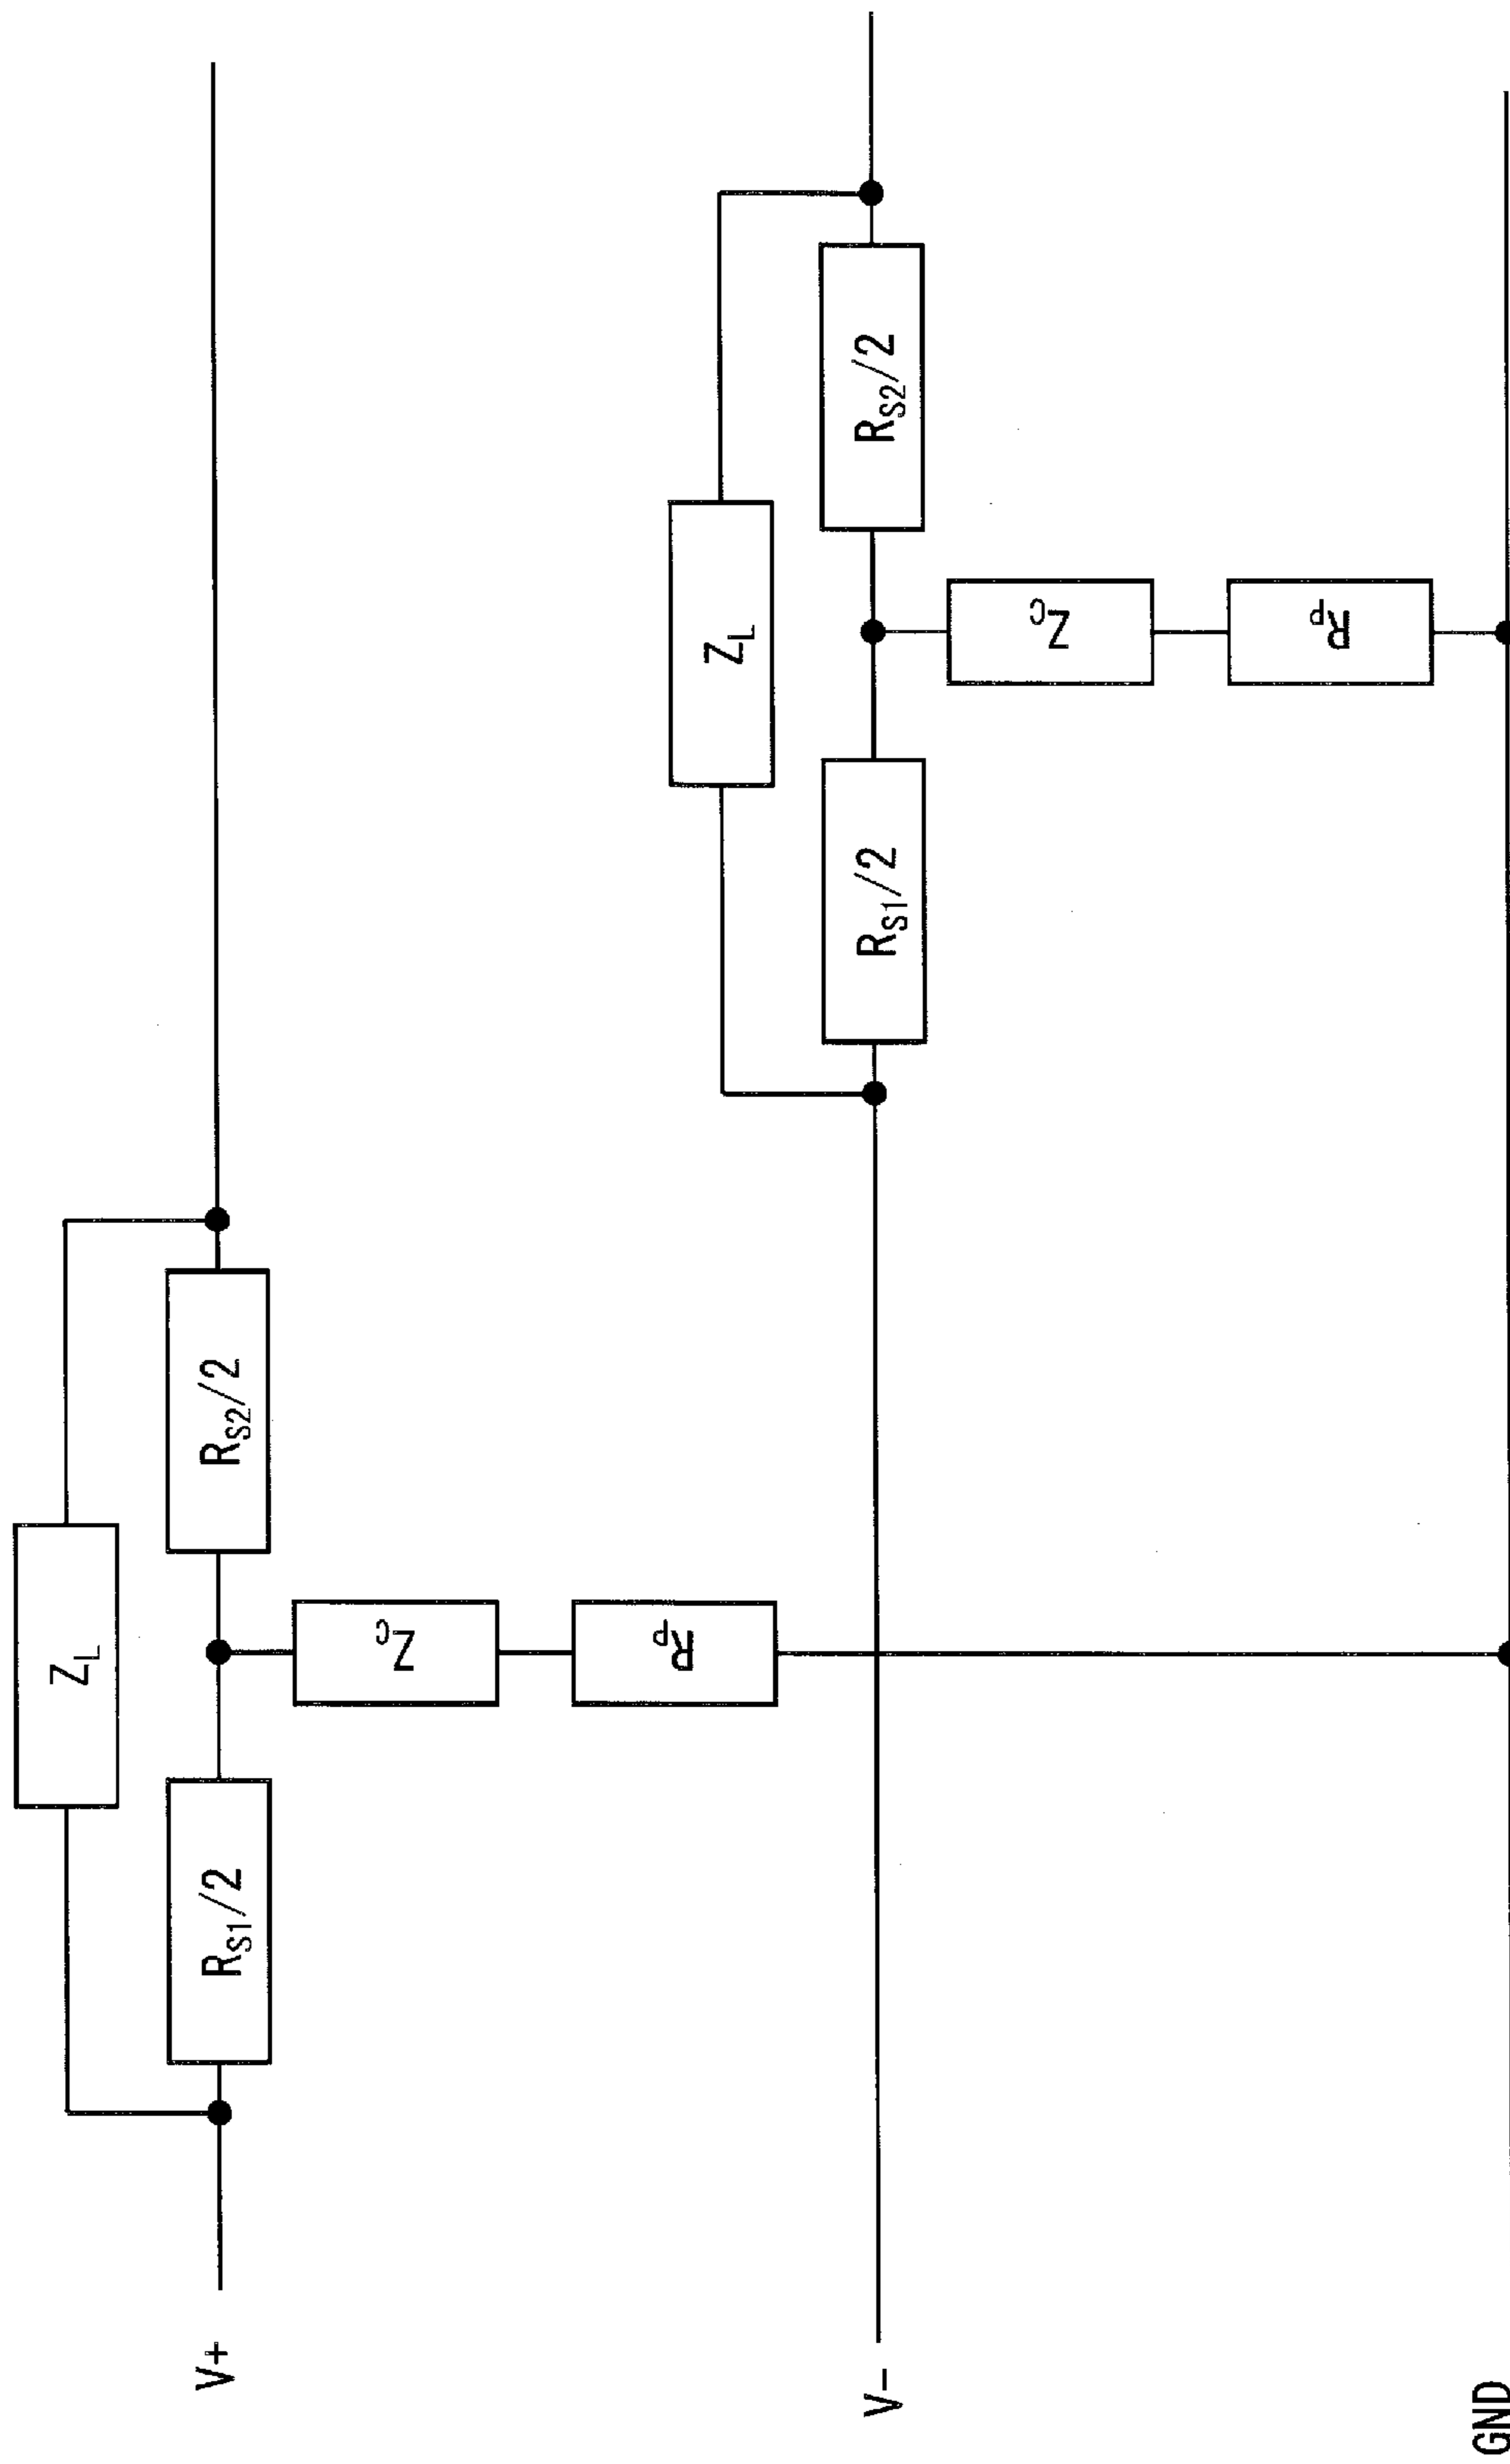 Z_L
R_S1/2
R_S2/2
Z_C
R_P
V+
Z_L
R_S1/2
R_S2/2
Z_C
R_P
V-
GND